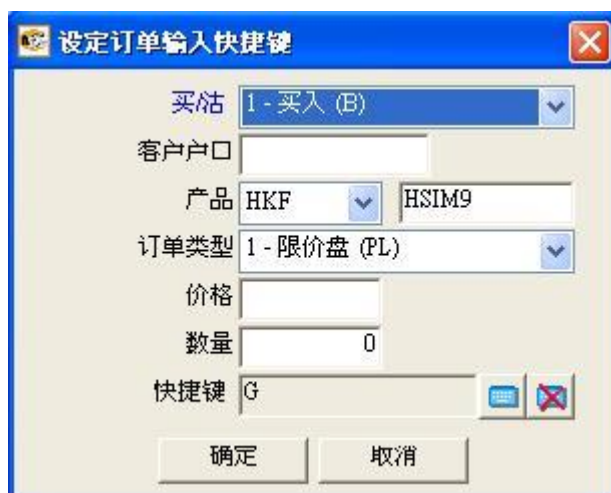 设定订单输入快捷键
买/沽 1 - 买入 (B)
客户户口
产品 HKF HSIM9
订单类型 1 - 限价盘 (PL)
价格
数量 0
快捷键 G
确定 取消